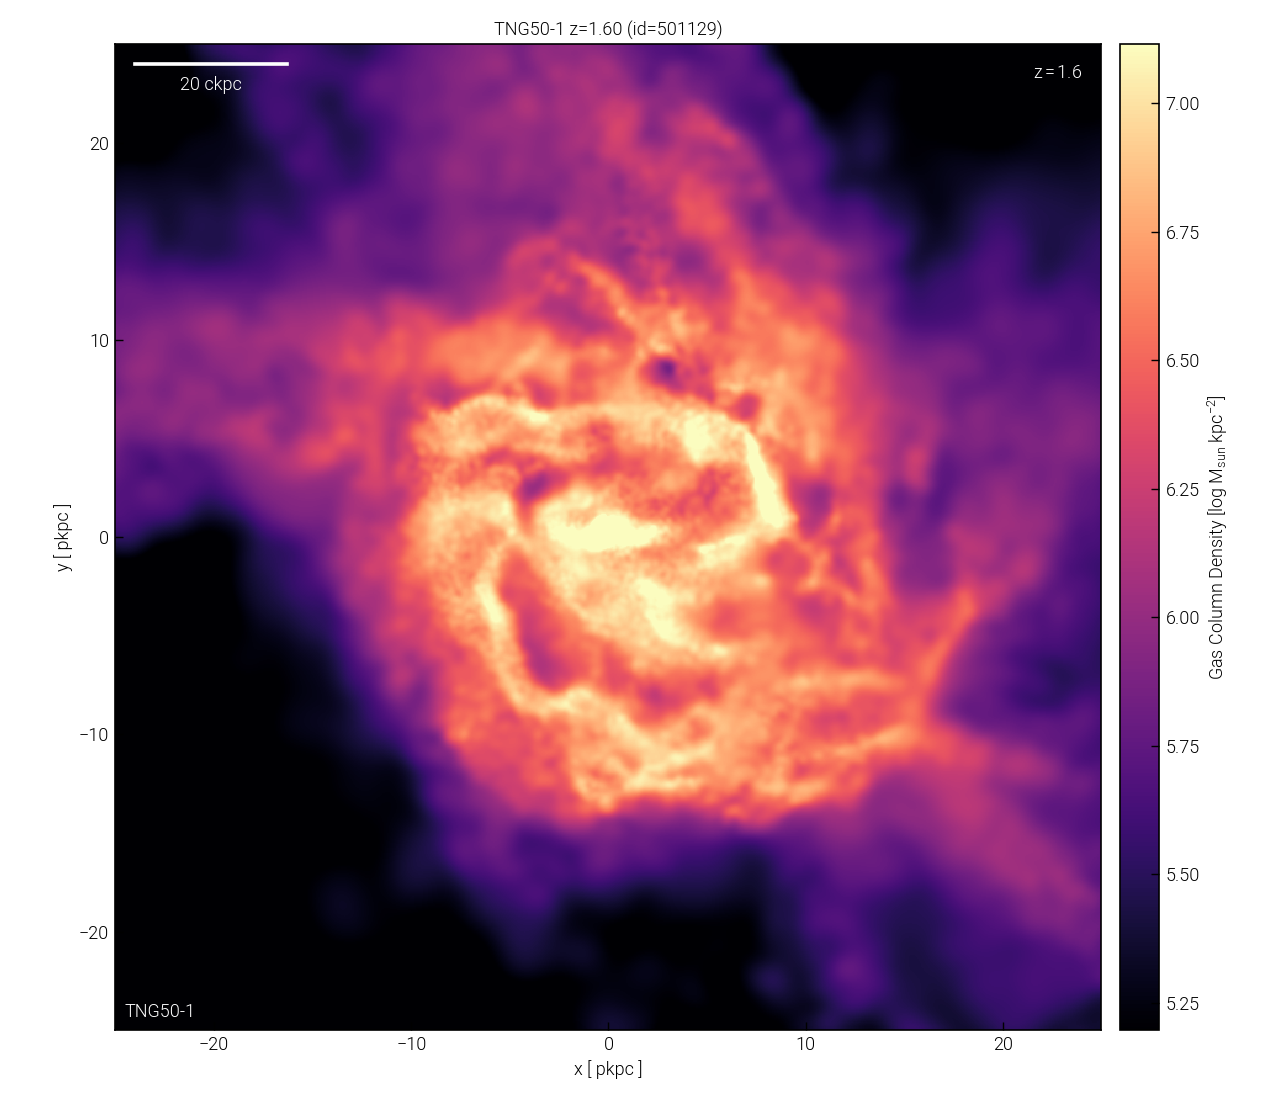 TNG50-1 z=1.60 (id=501129)
20 ckpc
z = 1.6
TNG50-1
20
10
0
−10
−20
y [ pkpc ]
−20
−10
0
10
20
x [ pkpc ]
7.00
6.75
6.50
6.25
6.00
5.75
5.50
5.25
Gas Column Density [log Msun kpc−2]